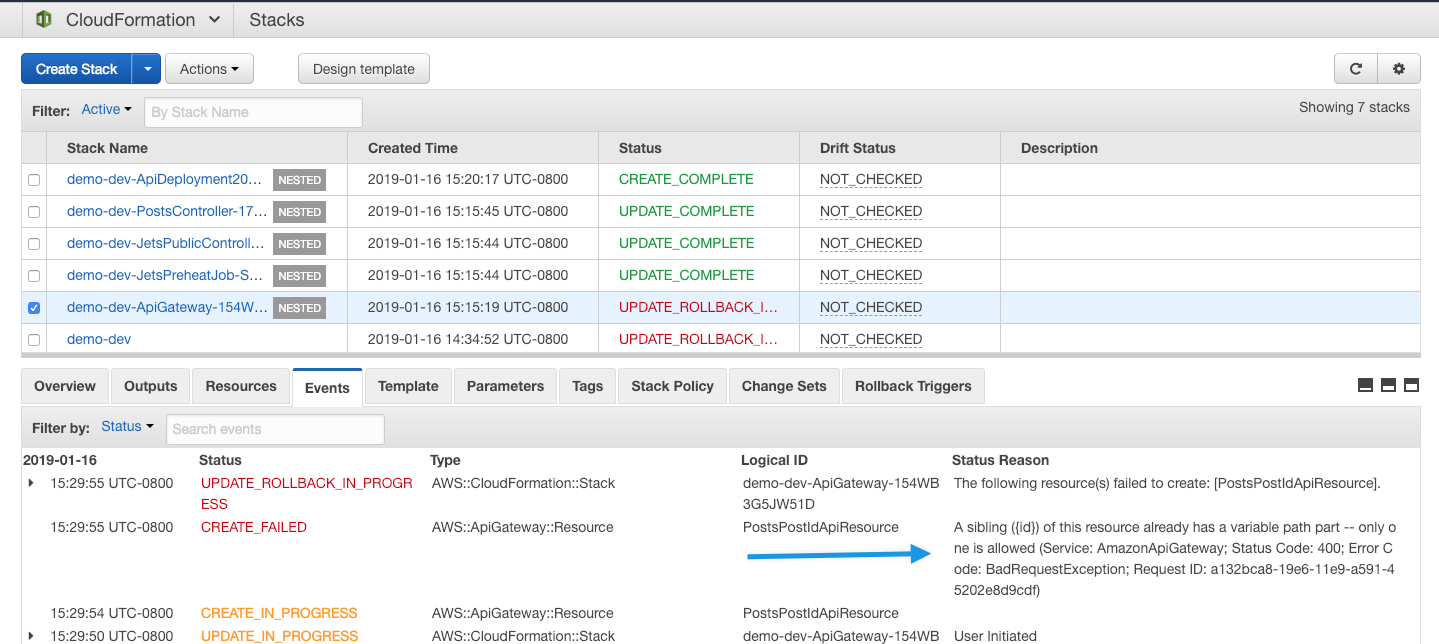 CloudFormation Stacks
Create Stack Actions Design template
Filter: Active By Stack Name Showing 7 stacks
Stack Name Created Time Status Drift Status Description
demo-dev-ApiDeployment20... NESTED 2019-01-16 15:20:17 UTC-0800 CREATE_COMPLETE NOT_CHECKED
demo-dev-PostsController-17... NESTED 2019-01-16 15:15:45 UTC-0800 UPDATE_COMPLETE NOT_CHECKED
demo-dev-JetsPublicControll... NESTED 2019-01-16 15:15:44 UTC-0800 UPDATE_COMPLETE NOT_CHECKED
demo-dev-JetsPreheatJob-S... NESTED 2019-01-16 15:15:44 UTC-0800 UPDATE_COMPLETE NOT_CHECKED
demo-dev-ApiGateway-154W... NESTED 2019-01-16 15:15:19 UTC-0800 UPDATE_ROLLBACK_I... NOT_CHECKED
demo-dev 2019-01-16 14:34:52 UTC-0800 UPDATE_ROLLBACK_I... NOT_CHECKED
Overview Outputs Resources Events Template Parameters Tags Stack Policy Change Sets Rollback Triggers
Filter by: Status Search events
2019-01-16 Status Type Logical ID Status Reason
15:29:55 UTC-0800 UPDATE_ROLLBACK_IN_PROGR AWS::CloudFormation::Stack demo-dev-ApiGateway-154WB The following resource(s) failed to create: [PostsPostIdApiResource].
ESS 3G5JW51D
15:29:55 UTC-0800 CREATE_FAILED AWS::ApiGateway::Resource PostsPostIdApiResource A sibling ({id}) of this resource already has a variable path part -- only o
ne is allowed (Service: AmazonApiGateway; Status Code: 400; Error C
ode: BadRequestException; Request ID: a132bca8-19e6-11e9-a591-4
5202e8d9cdf)
15:29:54 UTC-0800 CREATE_IN_PROGRESS AWS::ApiGateway::Resource PostsPostIdApiResource
15:29:50 UTC-0800 UPDATE_IN_PROGRESS AWS::CloudFormation::Stack demo-dev-ApiGateway-154WB User Initiated